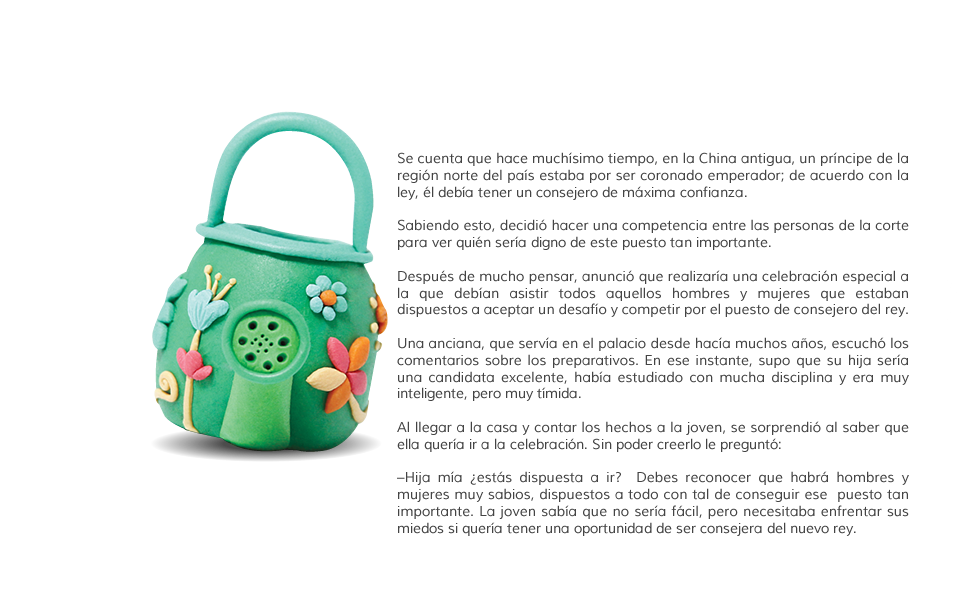 Se cuenta que hace muchísimo tiempo, en la China antigua, un príncipe de la
región norte del país estaba por ser coronado emperador; de acuerdo con la
ley, él debía tener un consejero de máxima confianza.
Sabiendo esto, decidió hacer una competencia entre las personas de la corte
para ver quién sería digno de este puesto tan importante.
Después de mucho pensar, anunció que realizaría una celebración especial a
la que debían asistir todos aquellos hombres y mujeres que estaban
dispuestos a aceptar un desafío y competir por el puesto de consejero del rey.
Una anciana, que servía en el palacio desde hacía muchos años, escuchó los
comentarios sobre los preparativos. En ese instante, supo que su hija sería
una candidata excelente, había estudiado con mucha disciplina y era muy
inteligente, pero muy tímida.
Al llegar a la casa y contar los hechos a la joven, se sorprendió al saber que
ella quería ir a la celebración. Sin poder creerlo le preguntó:
–Hija mía ¿estás dispuesta a ir?  Debes reconocer que habrá hombres y
mujeres muy sabios, dispuestos a todo con tal de conseguir ese  puesto tan
importante. La joven sabía que no sería fácil, pero necesitaba enfrentar sus
miedos si quería tener una oportunidad de ser consejera del nuevo rey.